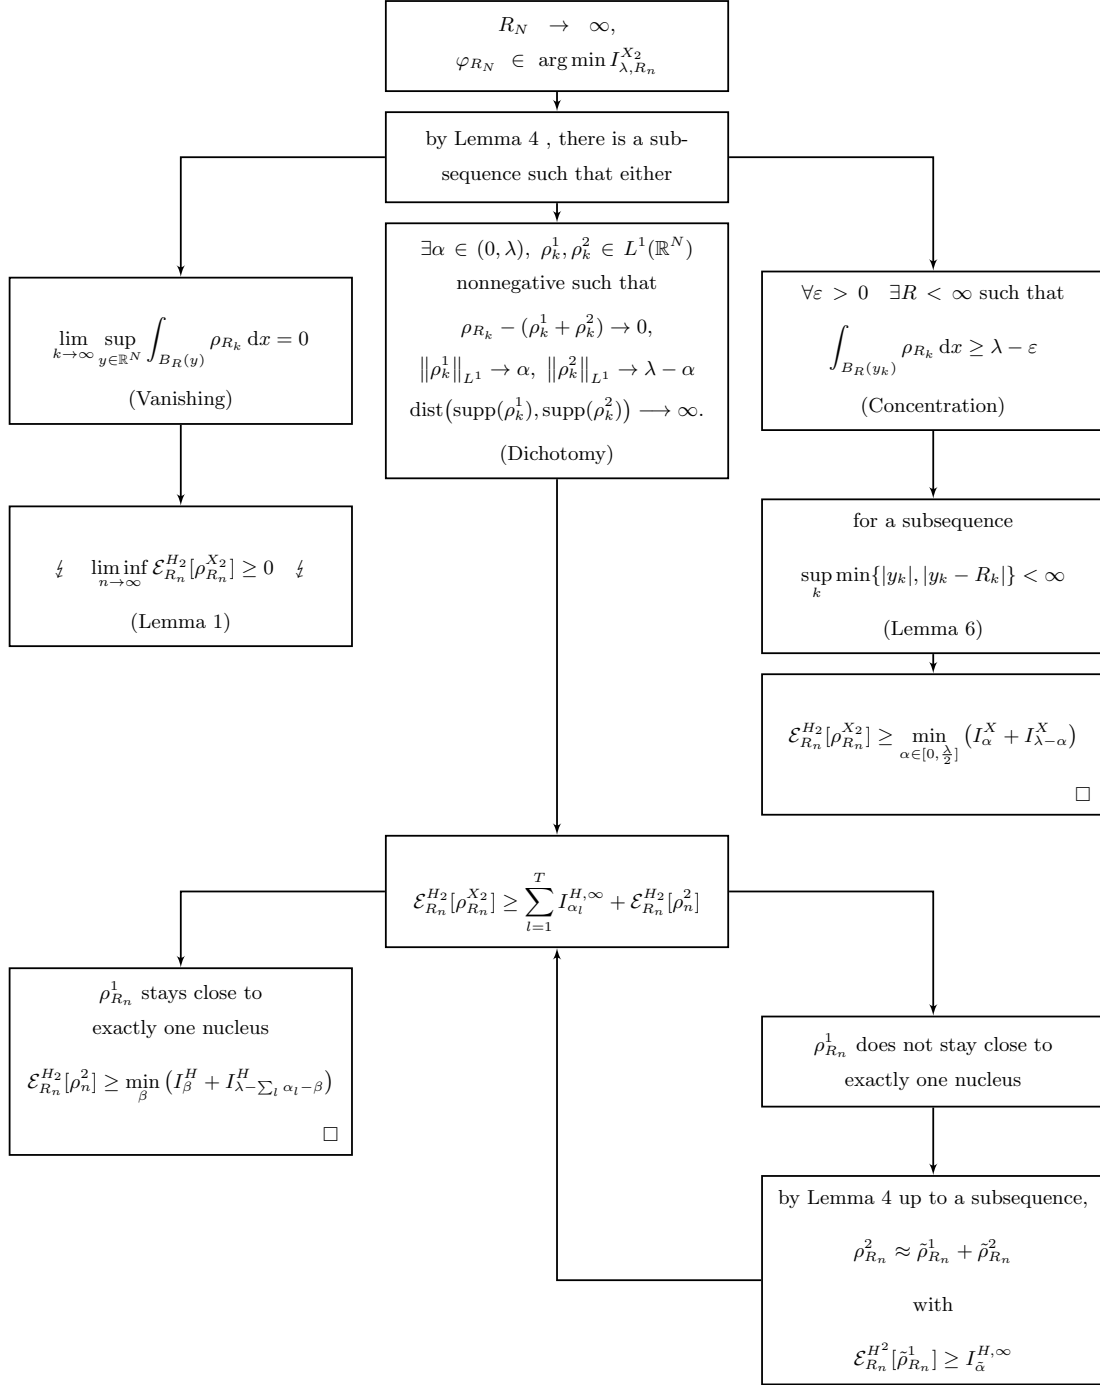 R_N → ∞,
φ_{R_N} ∈ arg min I^{X_2}_{λ,R_n}
by Lemma 4 , there is a sub-
sequence such that either
lim_{k→∞} sup_{y∈ℝ^N} ∫_{B_R(y)} ρ_{R_k} dx = 0
(Vanishing)
∃α ∈ (0, λ), ρ^1_k, ρ^2_k ∈ L^1(ℝ^N)
nonnegative such that
ρ_{R_k} − (ρ^1_k + ρ^2_k) → 0,
‖ρ^1_k‖_{L^1} → α, ‖ρ^2_k‖_{L^1} → λ − α
dist(supp(ρ^1_k), supp(ρ^2_k)) ⟶ ∞.
(Dichotomy)
∀ε > 0 ∃R < ∞ such that
∫_{B_R(y_k)} ρ_{R_k} dx ≥ λ − ε
(Concentration)
↯ lim inf_{n→∞} ℰ^{H_2}_{R_n}[ρ^{X_2}_{R_n}] ≥ 0 ↯
(Lemma 1)
for a subsequence
sup_k min{|y_k|, |y_k − R_k|} < ∞
(Lemma 6)
ℰ^{H_2}_{R_n}[ρ^{X_2}_{R_n}] ≥ min_{α∈[0,λ/2]} (I^X_α + I^X_{λ−α})
□
ℰ^{H_2}_{R_n}[ρ^{X_2}_{R_n}] ≥ ∑_{l=1}^{T} I^{H,∞}_{α_l} + ℰ^{H_2}_{R_n}[ρ^2_n]
ρ^1_{R_n} stays close to
exactly one nucleus
ℰ^{H_2}_{R_n}[ρ^2_n] ≥ min_β (I^H_β + I^H_{λ−∑_l α_l−β})
□
ρ^1_{R_n} does not stay close to
exactly one nucleus
by Lemma 4 up to a subsequence,
ρ^2_{R_n} ≈ ρ̃^1_{R_n} + ρ̃^2_{R_n}
with
ℰ^{H^2}_{R_n}[ρ̃^1_{R_n}] ≥ I^{H,∞}_{α̃}